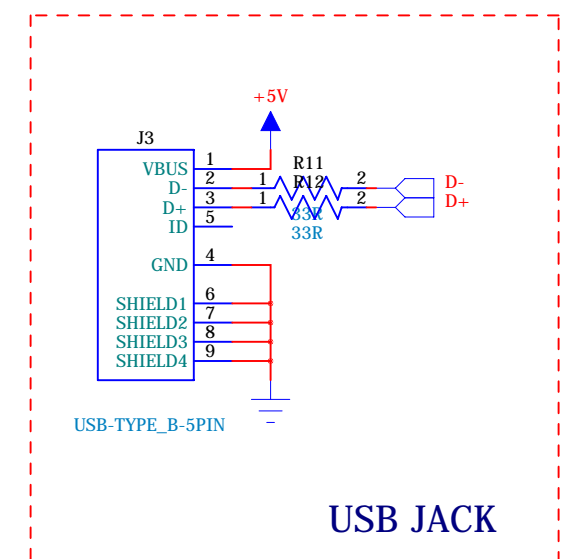 +5V
J3
VBUS 1
D- 2
D+ 3
ID 5
GND 4
SHIELD1 6
SHIELD2 7
SHIELD3 8
SHIELD4 9
USB-TYPE_B-5PIN
R11
1 2 D-
R12
1 2 D+
33R
33R
USB JACK